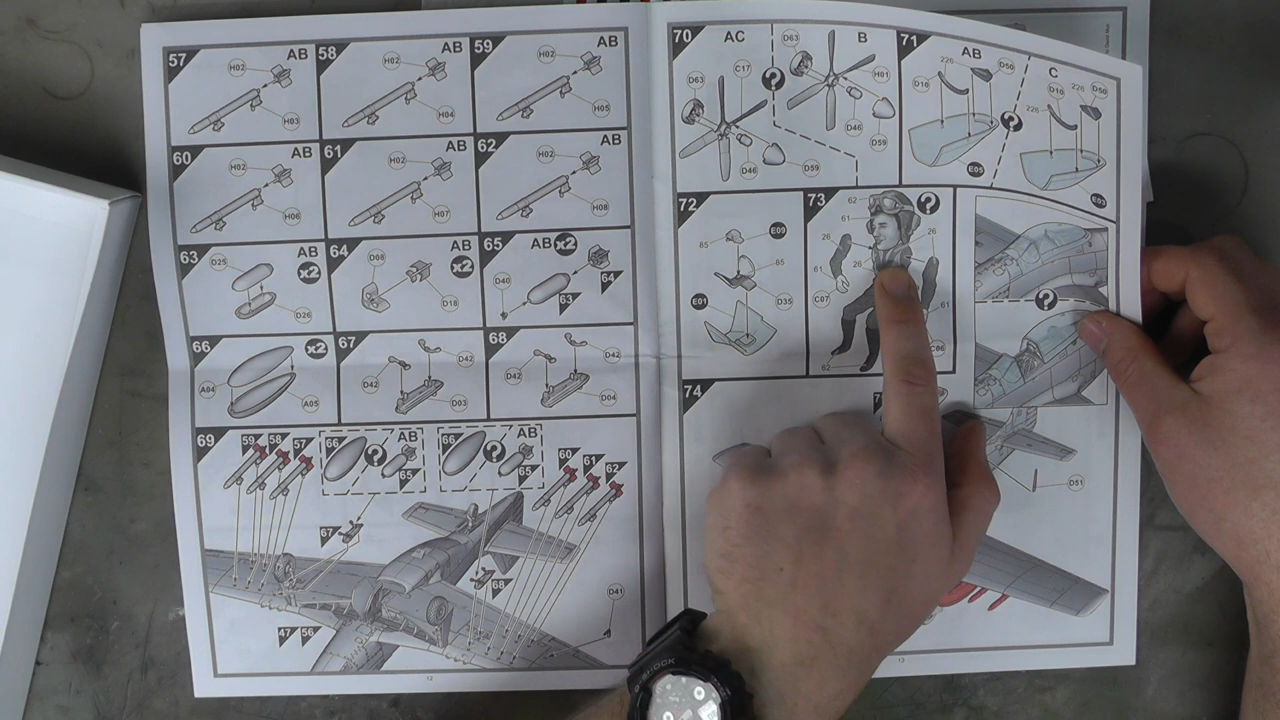 57 AB H02 H03
58 AB H02 H04
59 AB H02 H05
60 AB H02 H06
61 AB H02 H07
62 AB H02 H08
63 AB x2 D25 D26
64 AB x2 D08 D18
65 AB x2 D40 63 64
66 x2 A04 A05
67 D42 D42 D03
68 D42 D42 D04
69 59 58 57 66 ? AB 65 66 ? AB 65 60 61 62
67 68 D41
47 56
12
70 AC B D63 C17 D46 D59 ? D63 H01 D46 D59
71 AB C 226 D50 D10 E05 ? D10 226 D50 228 E03
72 85 E09 85 D35 E01
73 ? 62 61 26 26 26 61 C07 61 C06 62
?
74 D51
13
G-SHOCK